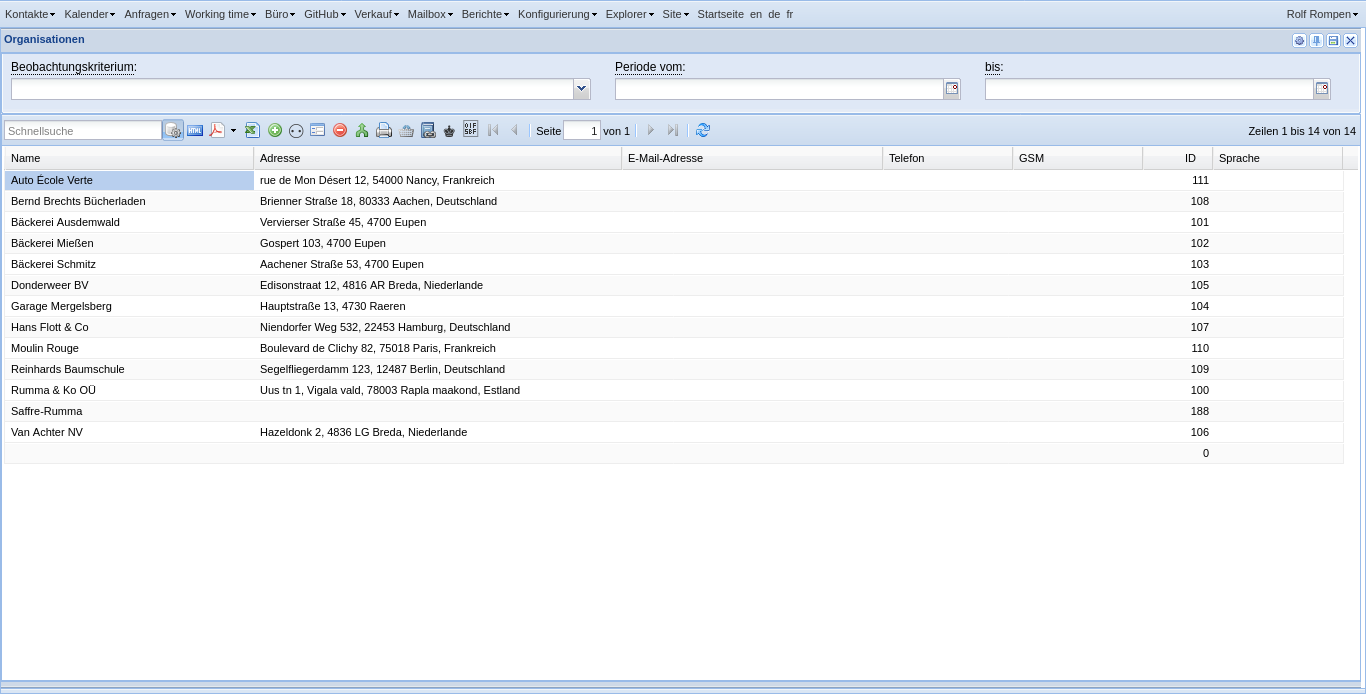 Kontakte Kalender Anfragen Working time Büro GitHub Verkauf Mailbox Berichte Konfigurierung Explorer Site Startseite en de fr Rolf Rompen
Organisationen
Beobachtungskriterium: Periode vom: bis:
Schnellsuche HTML Seite 1 von 1 Zeilen 1 bis 14 von 14
Name Adresse E-Mail-Adresse Telefon GSM ID Sprache
Auto École Verte rue de Mon Désert 12, 54000 Nancy, Frankreich 111
Bernd Brechts Bücherladen Brienner Straße 18, 80333 Aachen, Deutschland 108
Bäckerei Ausdemwald Vervierser Straße 45, 4700 Eupen 101
Bäckerei Mießen Gospert 103, 4700 Eupen 102
Bäckerei Schmitz Aachener Straße 53, 4700 Eupen 103
Donderweer BV Edisonstraat 12, 4816 AR Breda, Niederlande 105
Garage Mergelsberg Hauptstraße 13, 4730 Raeren 104
Hans Flott & Co Niendorfer Weg 532, 22453 Hamburg, Deutschland 107
Moulin Rouge Boulevard de Clichy 82, 75018 Paris, Frankreich 110
Reinhards Baumschule Segelfliegerdamm 123, 12487 Berlin, Deutschland 109
Rumma & Ko OÜ Uus tn 1, Vigala vald, 78003 Rapla maakond, Estland 100
Saffre-Rumma 188
Van Achter NV Hazeldonk 2, 4836 LG Breda, Niederlande 106
0